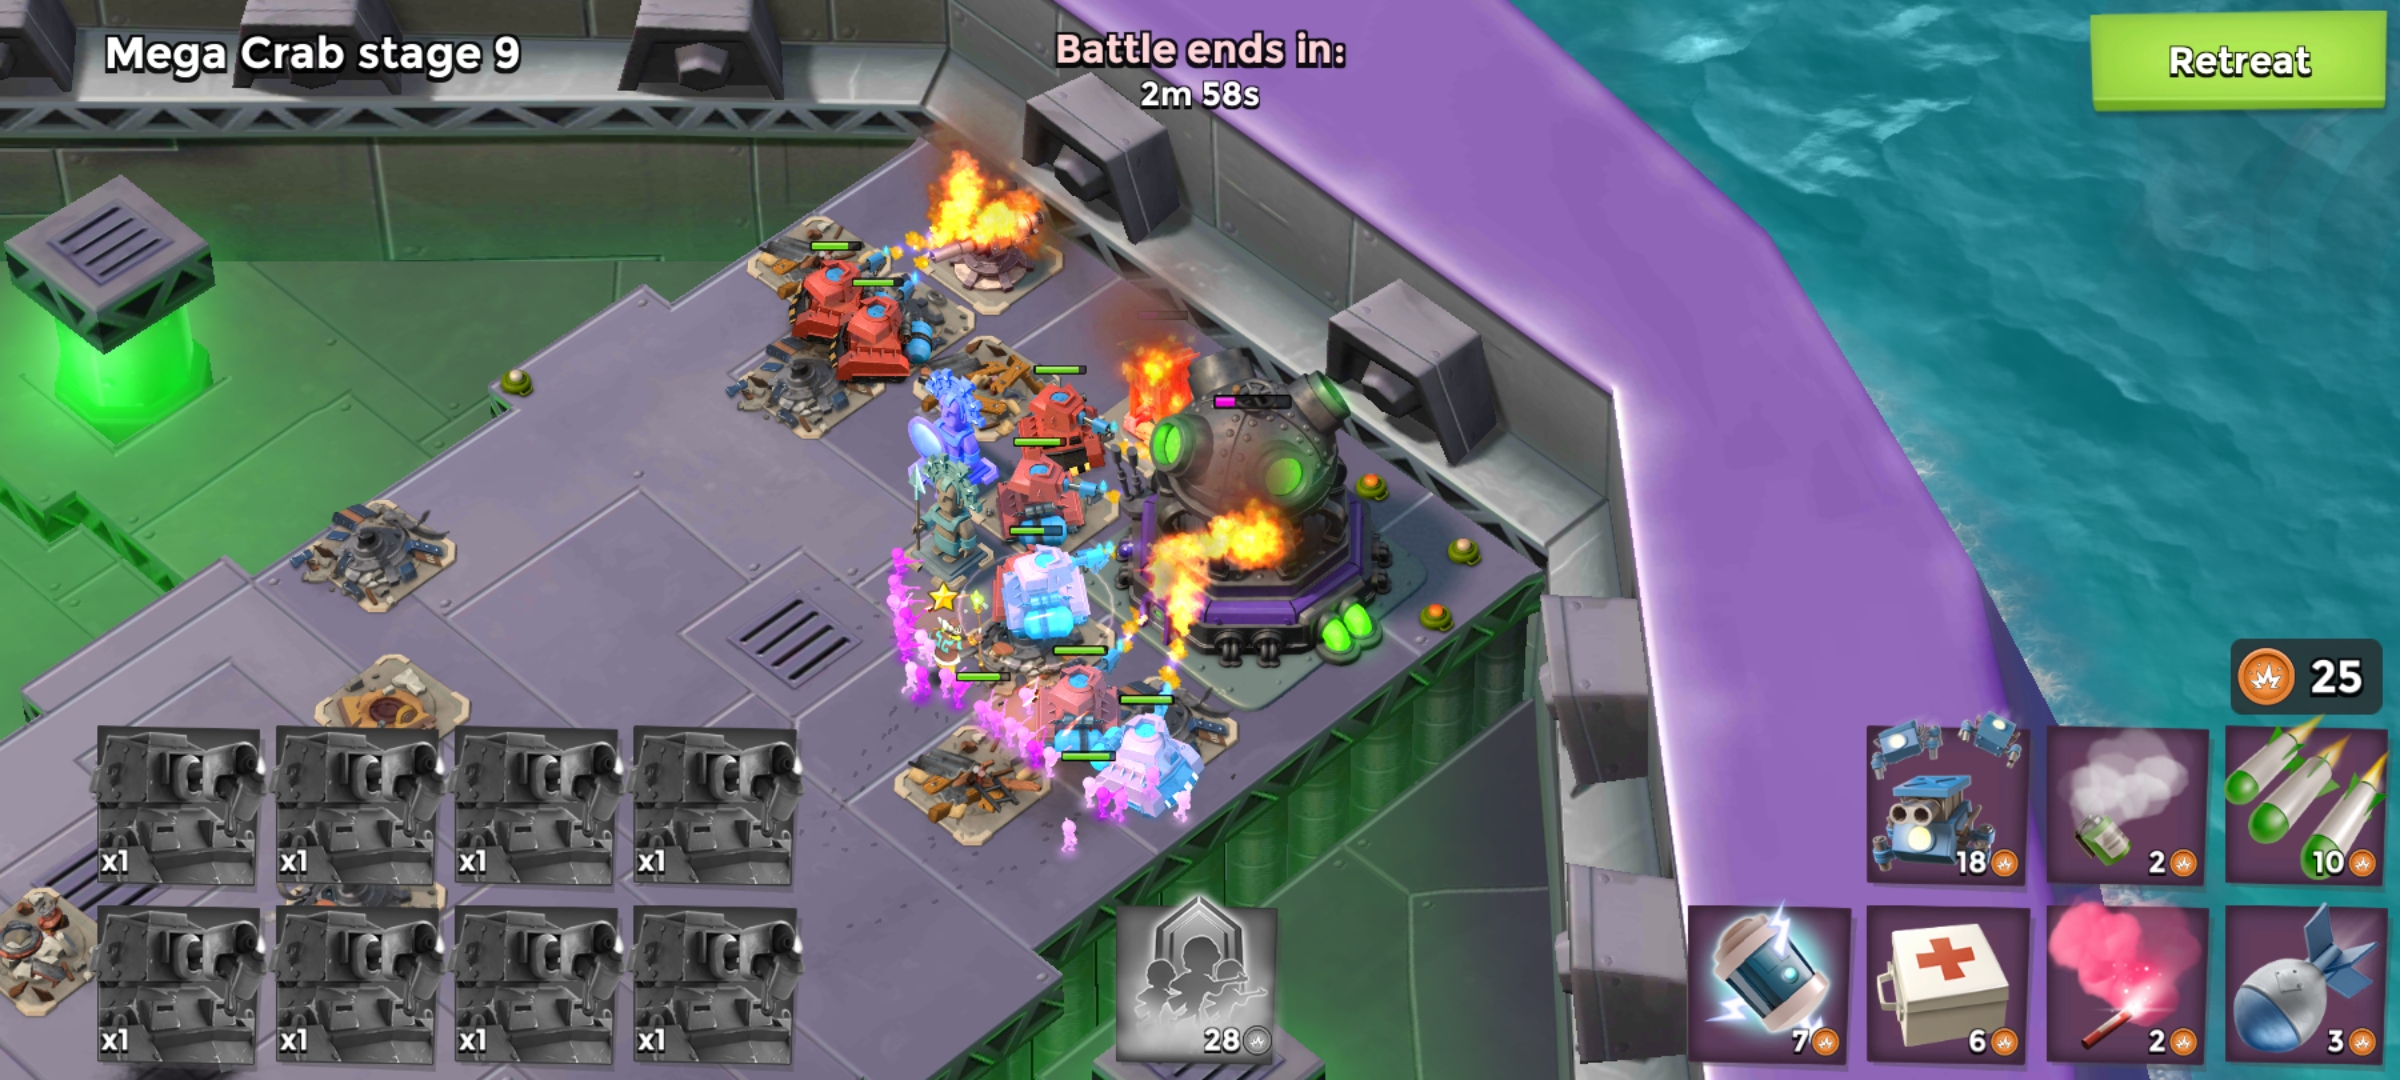 Mega Crab stage 9
Battle ends in:
2m 58s
Retreat
25
18
2
10
x1
x1
x1
x1
x1
x1
x1
x1
28
7
6
2
3